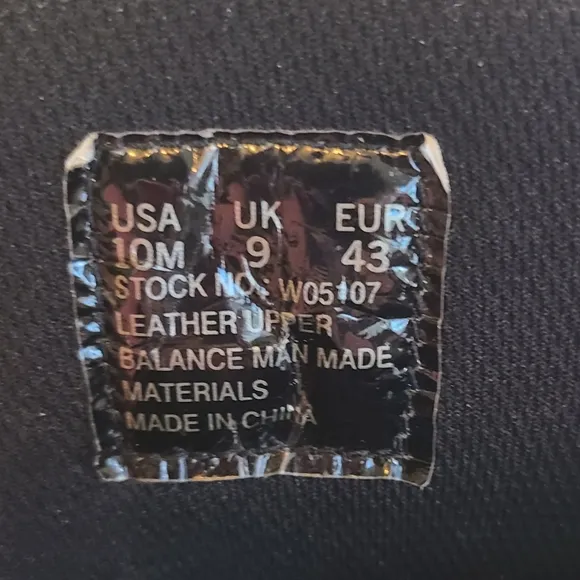 USA UK EUR
10M 9 43
STOCK NO.: W05107
LEATHER UPPER
BALANCE MAN MADE
MATERIALS
MADE IN CHINA